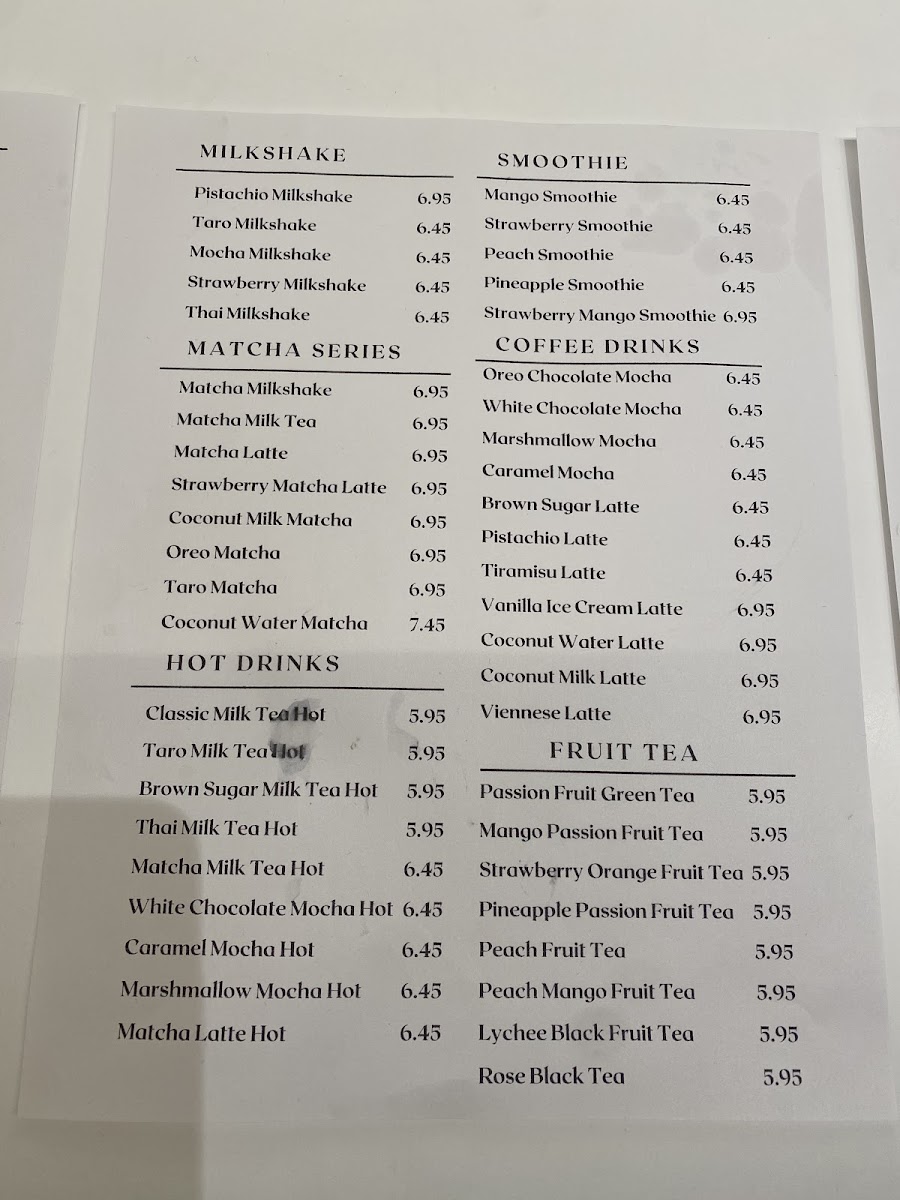 MILKSHAKE
Pistachio Milkshake 6.95
Taro Milkshake 6.45
Mocha Milkshake 6.45
Strawberry Milkshake 6.45
Thai Milkshake 6.45
MATCHA SERIES
Matcha Milkshake 6.95
Matcha Milk Tea 6.95
Matcha Latte 6.95
Strawberry Matcha Latte 6.95
Coconut Milk Matcha 6.95
Oreo Matcha 6.95
Taro Matcha 6.95
Coconut Water Matcha 7.45
HOT DRINKS
Classic Milk Tea Hot 5.95
Taro Milk Tea Hot 5.95
Brown Sugar Milk Tea Hot 5.95
Thai Milk Tea Hot 5.95
Matcha Milk Tea Hot 6.45
White Chocolate Mocha Hot 6.45
Caramel Mocha Hot 6.45
Marshmallow Mocha Hot 6.45
Matcha Latte Hot 6.45
SMOOTHIE
Mango Smoothie 6.45
Strawberry Smoothie 6.45
Peach Smoothie 6.45
Pineapple Smoothie 6.45
Strawberry Mango Smoothie 6.95
COFFEE DRINKS
Oreo Chocolate Mocha 6.45
White Chocolate Mocha 6.45
Marshmallow Mocha 6.45
Caramel Mocha 6.45
Brown Sugar Latte 6.45
Pistachio Latte 6.45
Tiramisu Latte 6.45
Vanilla Ice Cream Latte 6.95
Coconut Water Latte 6.95
Coconut Milk Latte 6.95
Viennese Latte 6.95
FRUIT TEA
Passion Fruit Green Tea 5.95
Mango Passion Fruit Tea 5.95
Strawberry Orange Fruit Tea 5.95
Pineapple Passion Fruit Tea 5.95
Peach Fruit Tea 5.95
Peach Mango Fruit Tea 5.95
Lychee Black Fruit Tea 5.95
Rose Black Tea 5.95